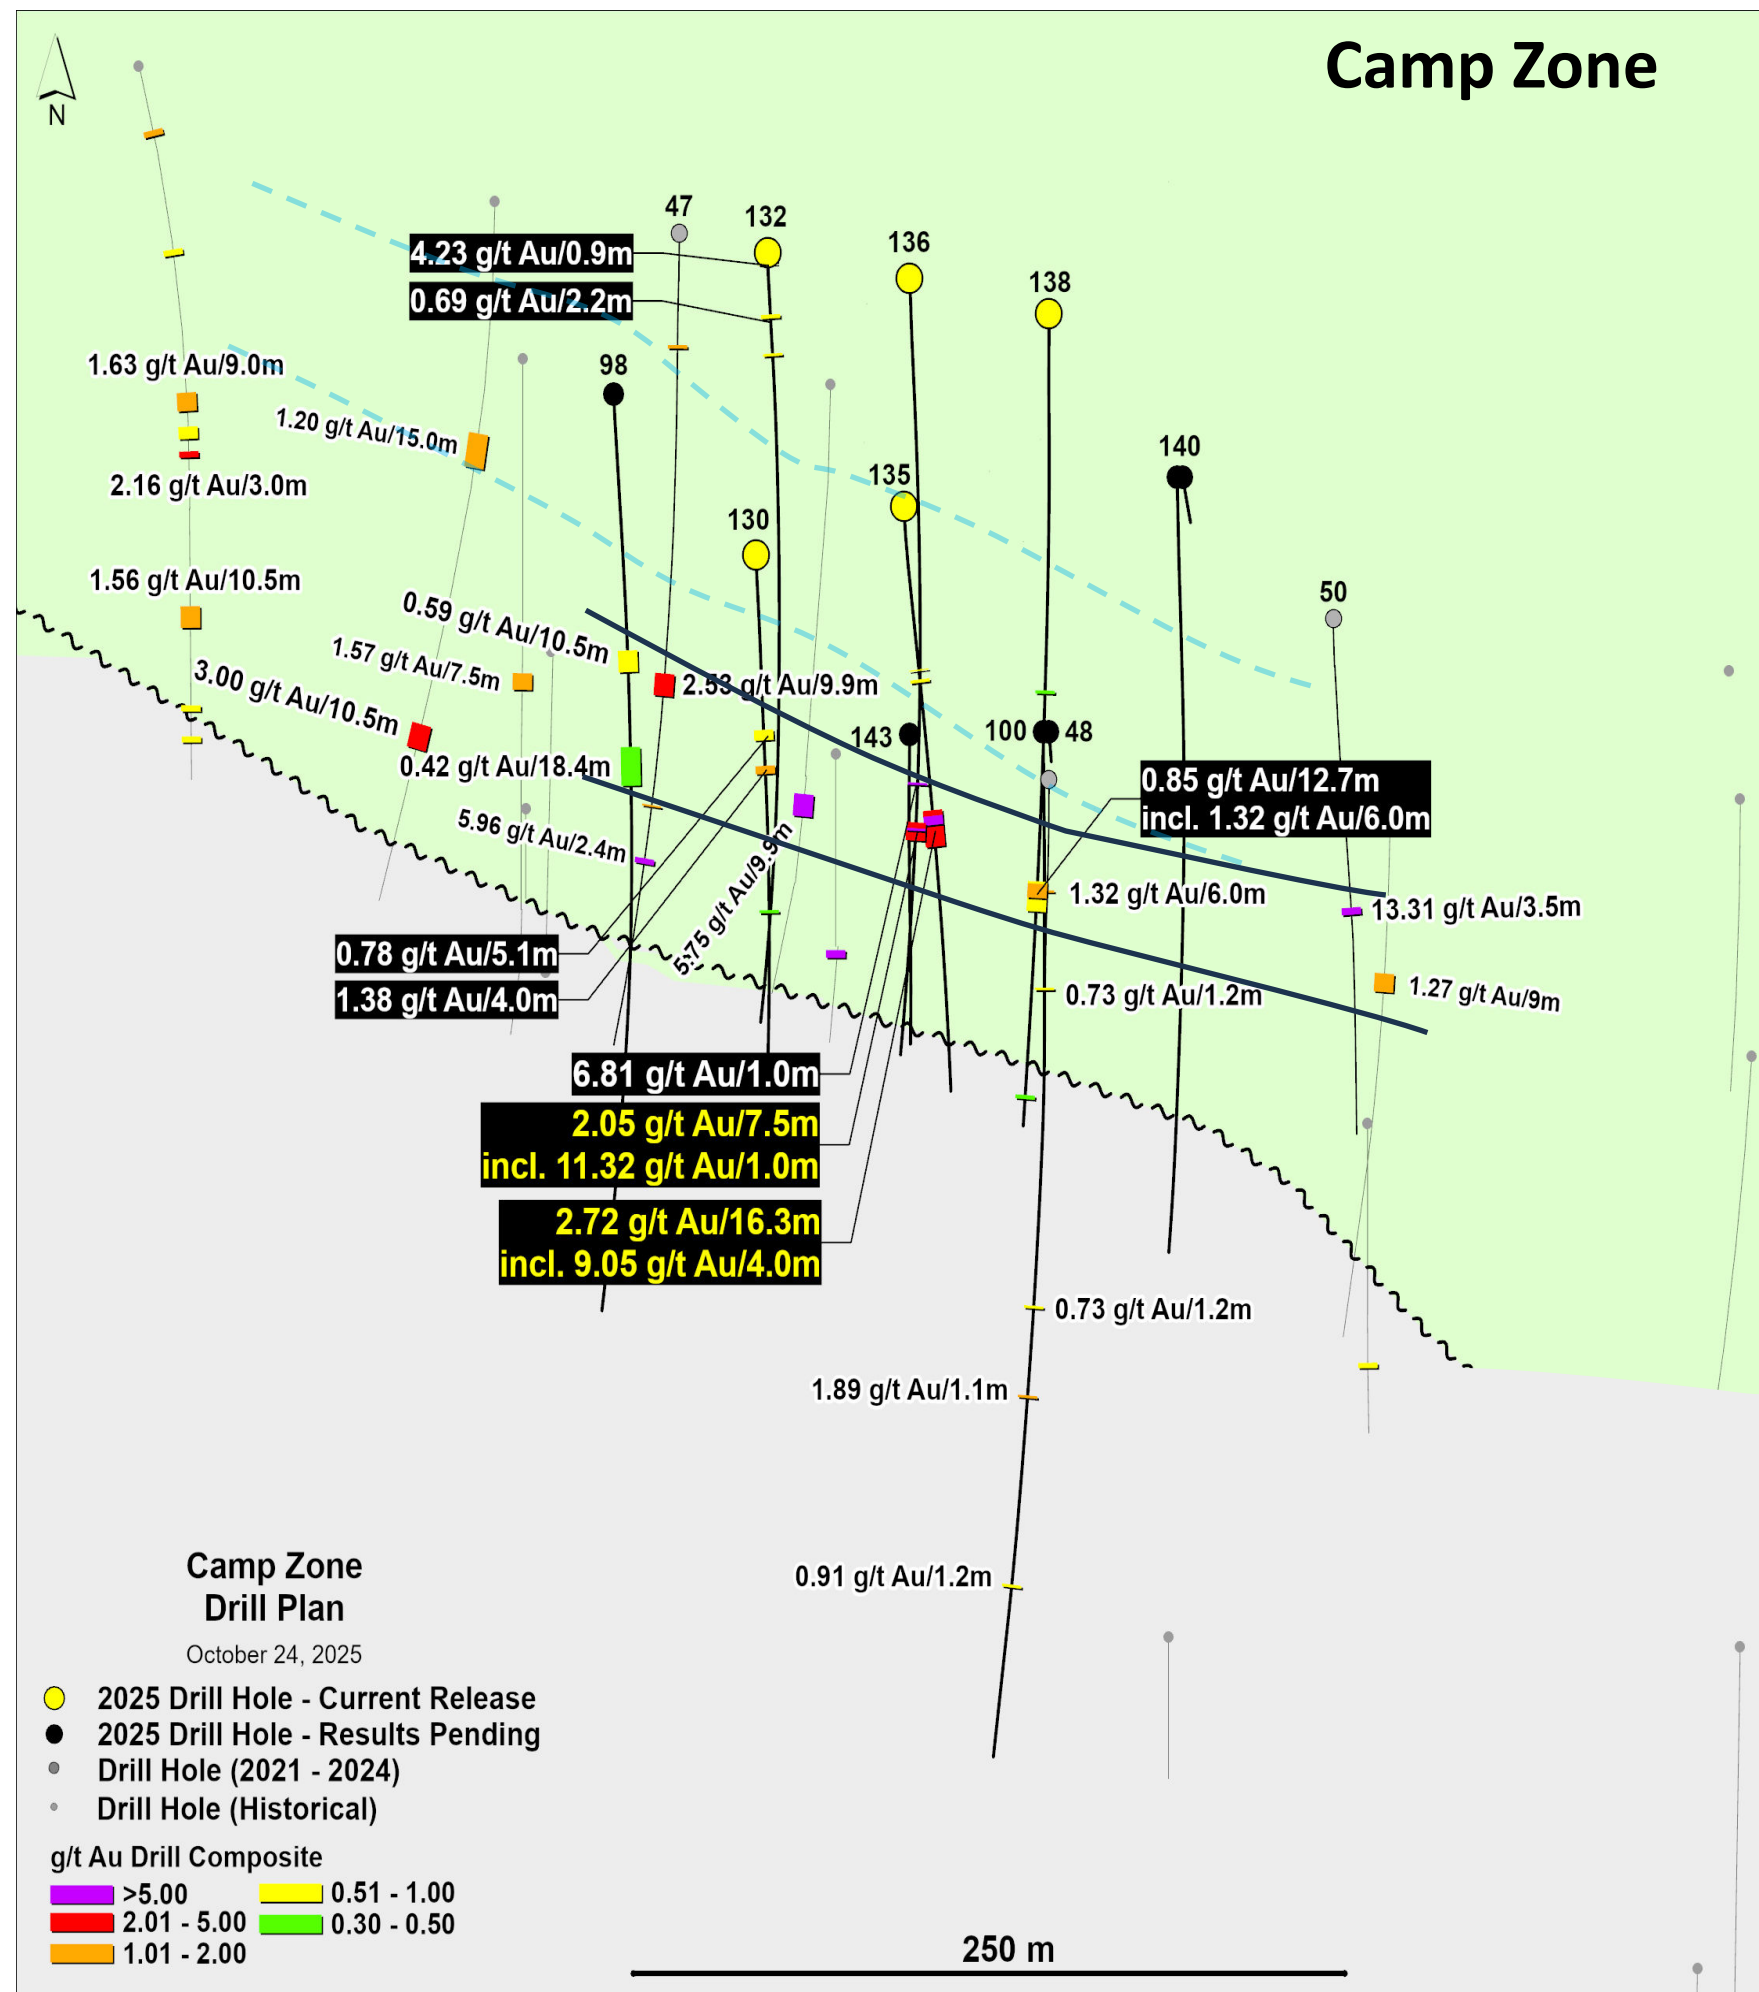 Camp Zone
N
47
132
4.23 g/t Au/0.9m
136
0.69 g/t Au/2.2m
138
1.63 g/t Au/9.0m
98
1.20 g/t Au/15.0m
140
135
2.16 g/t Au/3.0m
130
1.56 g/t Au/10.5m
50
0.59 g/t Au/10.5m
1.57 g/t Au/7.5m
3.00 g/t Au/10.5m
2.53 g/t Au/9.9m
143
100
48
0.42 g/t Au/18.4m
0.85 g/t Au/12.7m
incl. 1.32 g/t Au/6.0m
5.96 g/t Au/2.4m
5.75 g/t Au/9.9m
1.32 g/t Au/6.0m
13.31 g/t Au/3.5m
0.78 g/t Au/5.1m
1.38 g/t Au/4.0m
0.73 g/t Au/1.2m
1.27 g/t Au/9m
6.81 g/t Au/1.0m
2.05 g/t Au/7.5m
incl. 11.32 g/t Au/1.0m
2.72 g/t Au/16.3m
incl. 9.05 g/t Au/4.0m
0.73 g/t Au/1.2m
1.89 g/t Au/1.1m
0.91 g/t Au/1.2m
Camp Zone
Drill Plan
October 24, 2025
2025 Drill Hole - Current Release
2025 Drill Hole - Results Pending
Drill Hole (2021 - 2024)
Drill Hole (Historical)
g/t Au Drill Composite
>5.00
0.51 - 1.00
2.01 - 5.00
0.30 - 0.50
1.01 - 2.00
250 m